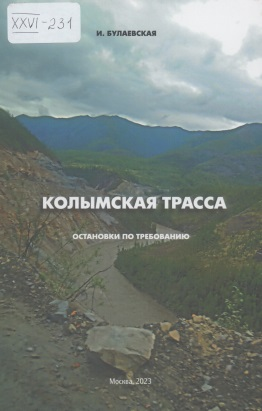 XXVI-231
И. БУЛАЕВСКАЯ
КОЛЫМСКАЯ ТРАССА
ОСТАНОВКИ ПО ТРЕБОВАНИЮ
Москва, 2023